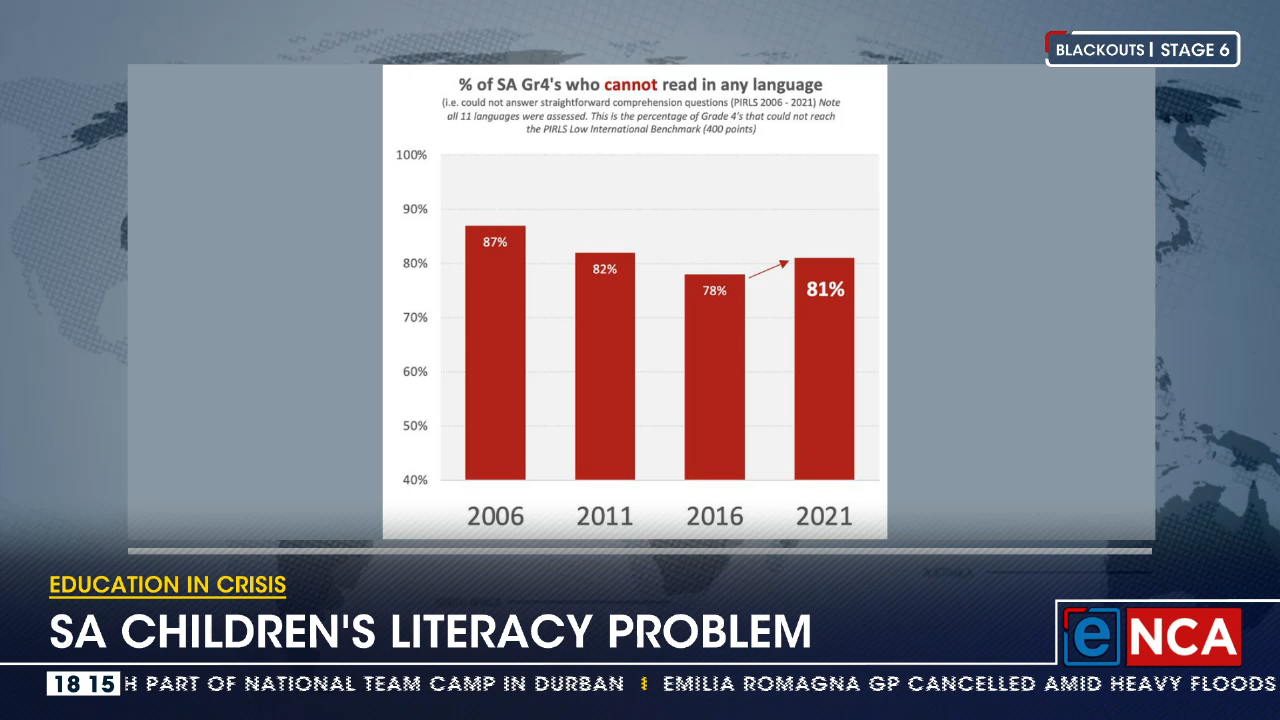 BLACKOUTS | STAGE 6
% of SA Gr4's who cannot read in any language
(i.e. could not answer straightforward comprehension questions (PIRLS 2006 - 2021) Note
all 11 languages were assessed. This is the percentage of Grade 4's that could not reach
the PIRLS Low International Benchmark (400 points)
100%
90%
80%
70%
60%
50%
40%
87%
82%
78%
81%
2006 2011 2016 2021
EDUCATION IN CRISIS
SA CHILDREN'S LITERACY PROBLEM
eNCA
18 15 H PART OF NATIONAL TEAM CAMP IN DURBAN EMILIA ROMAGNA GP CANCELLED AMID HEAVY FLOODS